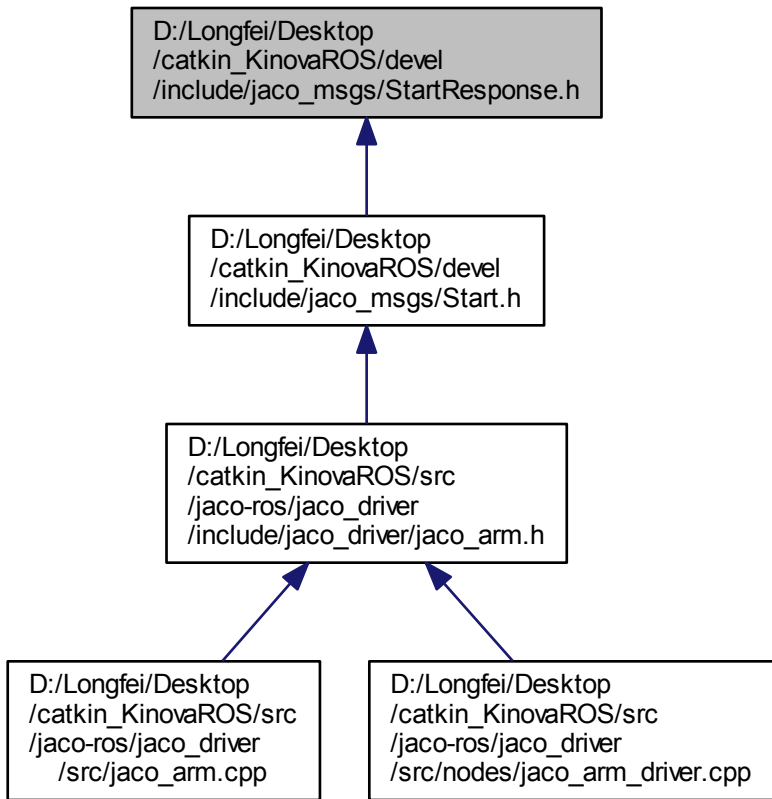 D:/Longfei/Desktop
/catkin_KinovaROS/devel
/include/jaco_msgs/StartResponse.h
D:/Longfei/Desktop
/catkin_KinovaROS/devel
/include/jaco_msgs/Start.h
D:/Longfei/Desktop
/catkin_KinovaROS/src
/jaco-ros/jaco_driver
/include/jaco_driver/jaco_arm.h
D:/Longfei/Desktop
/catkin_KinovaROS/src
/jaco-ros/jaco_driver
/src/jaco_arm.cpp
D:/Longfei/Desktop
/catkin_KinovaROS/src
/jaco-ros/jaco_driver
/src/nodes/jaco_arm_driver.cpp